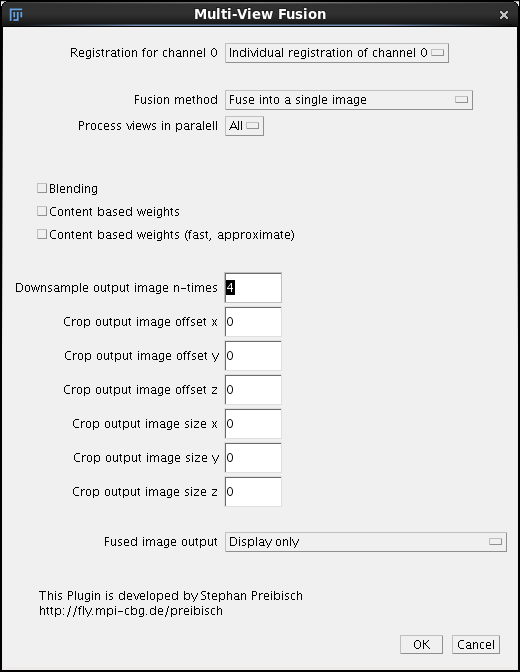 Multi-View Fusion
Registration for channel 0 Individual registration of channel 0
Fusion method Fuse into a single image
Process views in paralell All
Blending
Content based weights
Content based weights (fast, approximate)
Downsample output image n-times 4
Crop output image offset x 0
Crop output image offset y 0
Crop output image offset z 0
Crop output image size x 0
Crop output image size y 0
Crop output image size z 0
Fused image output Display only
This Plugin is developed by Stephan Preibisch
http://fly.mpi-cbg.de/preibisch
OK Cancel